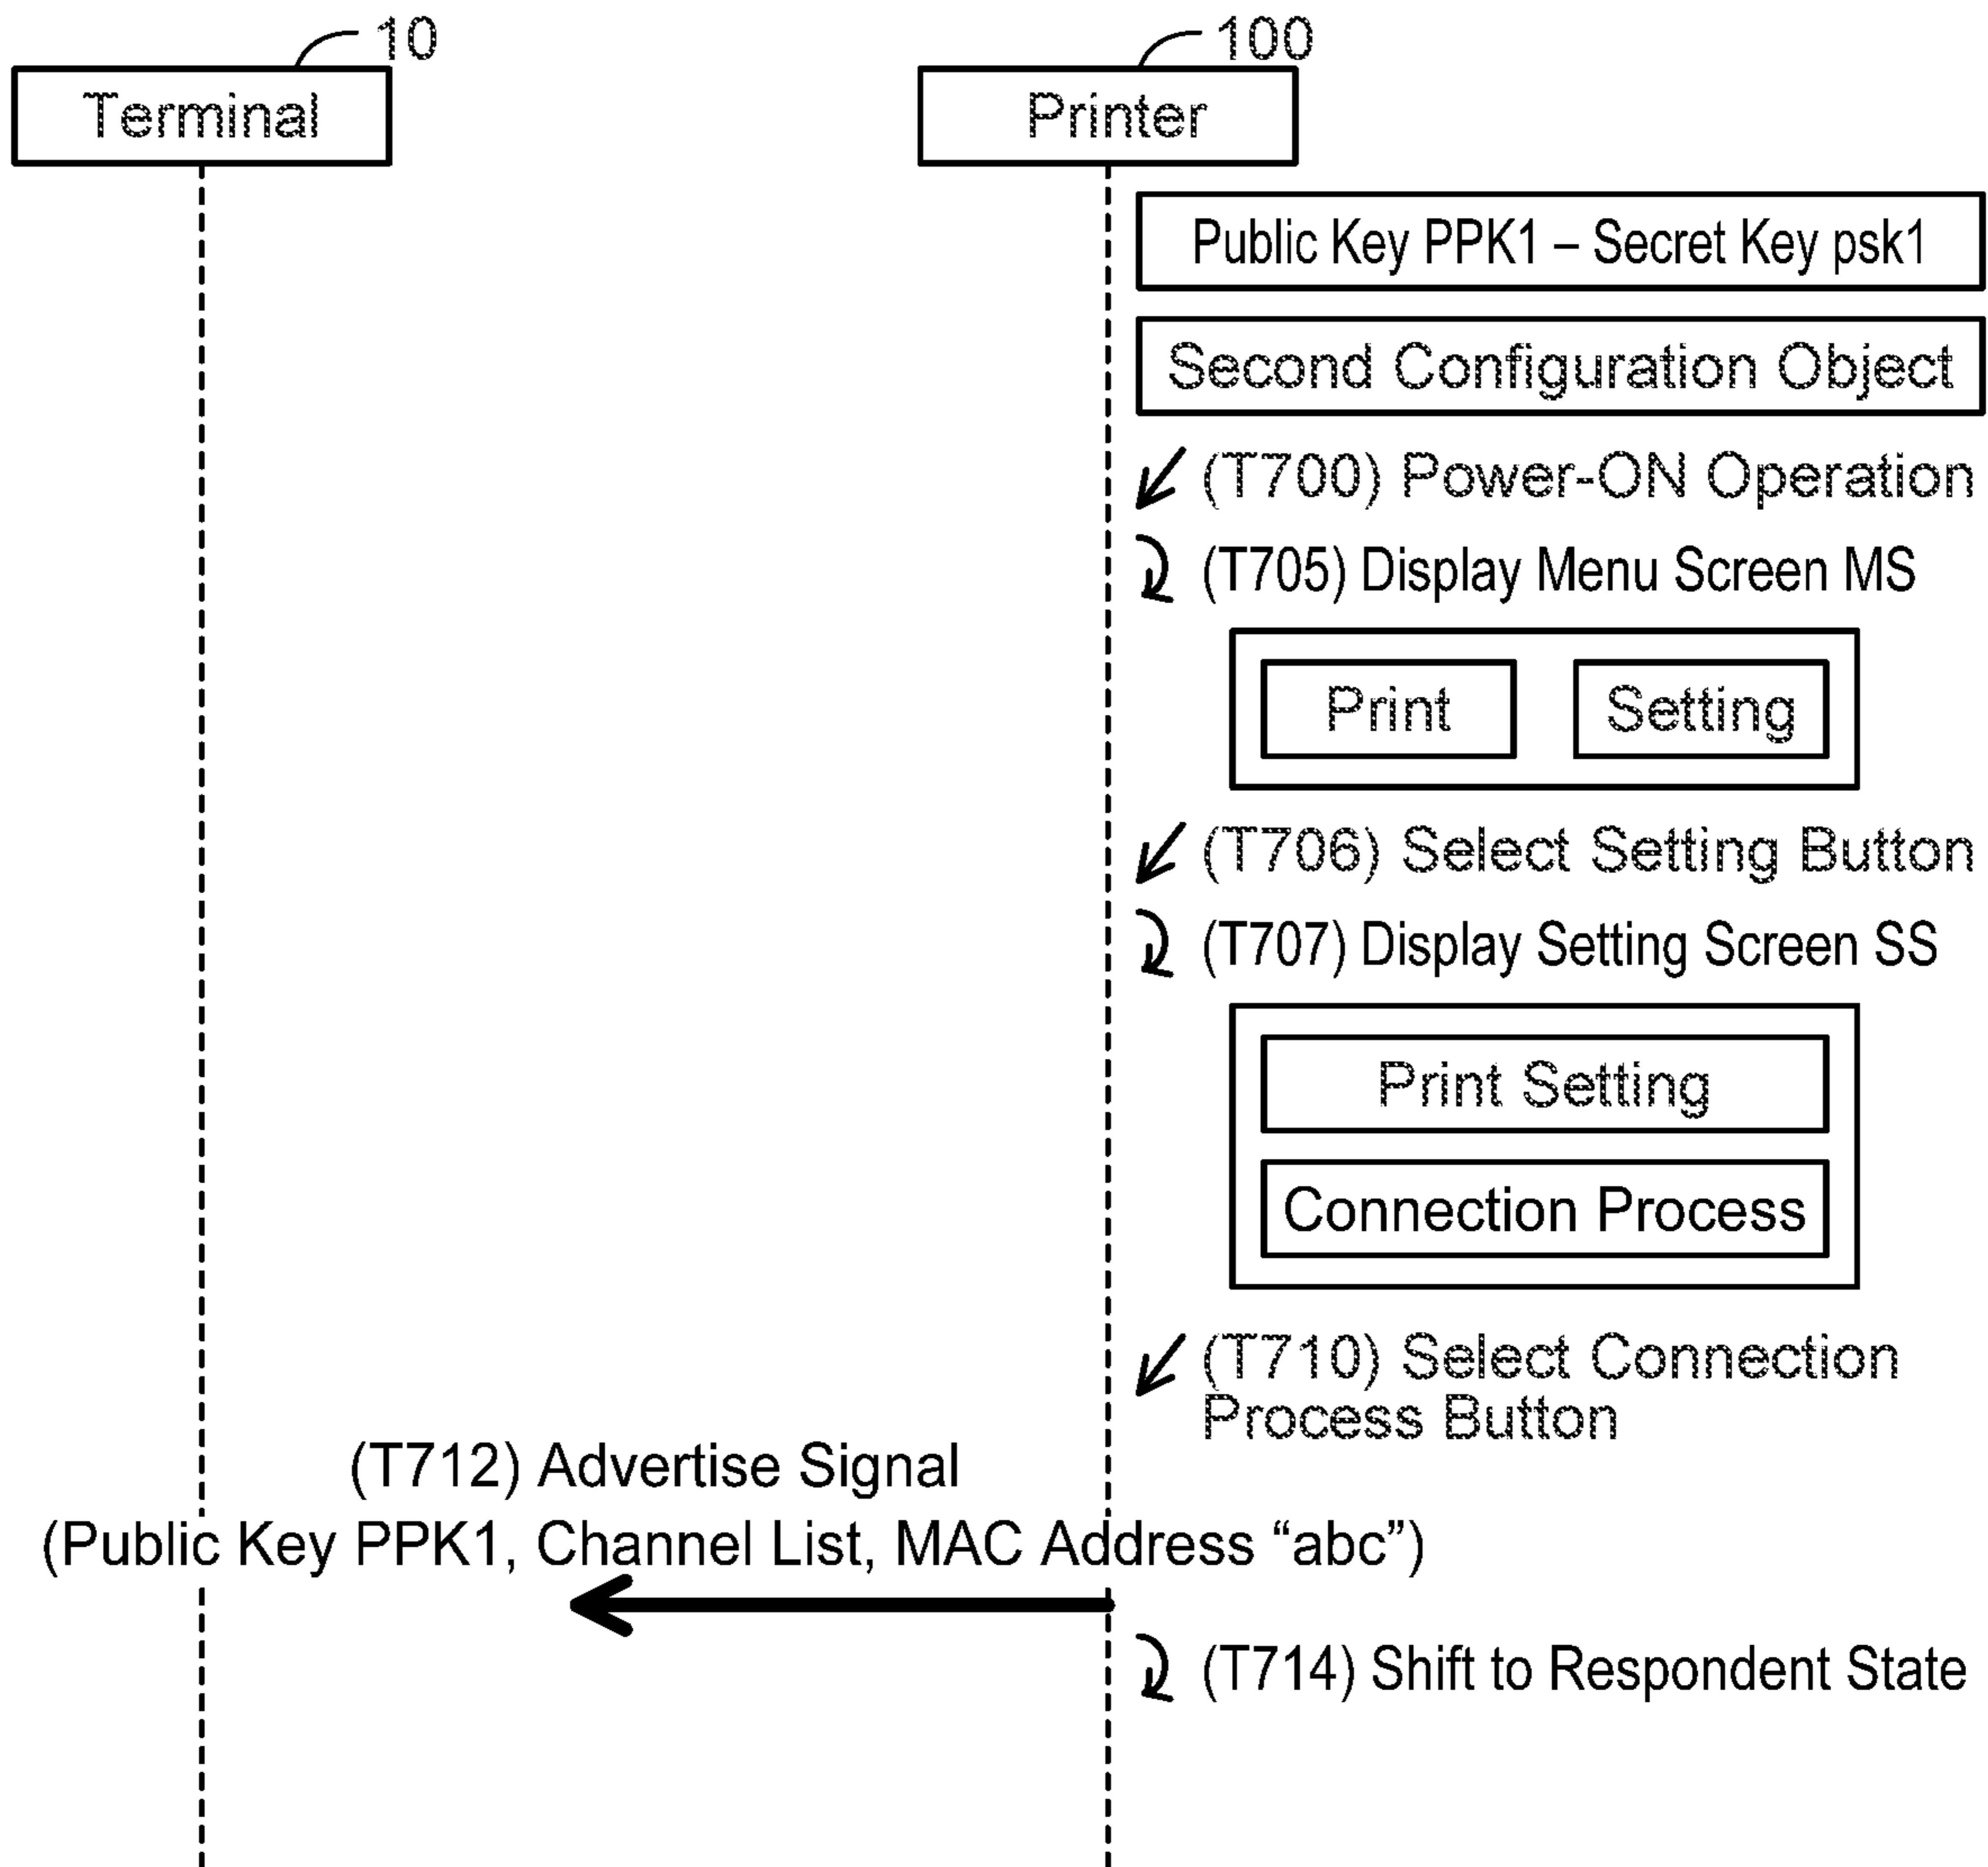 10
100
Terminal
Printer
Public Key PPK1 – Secret Key psk1
Second Configuration Object
(T700) Power-ON Operation
(T705) Display Menu Screen MS
Print
Setting
(T706) Select Setting Button
(T707) Display Setting Screen SS
Print Setting
Connection Process
(T710) Select Connection
Process Button
(T712) Advertise Signal
(Public Key PPK1, Channel List, MAC Address “abc”)
(T714) Shift to Respondent State